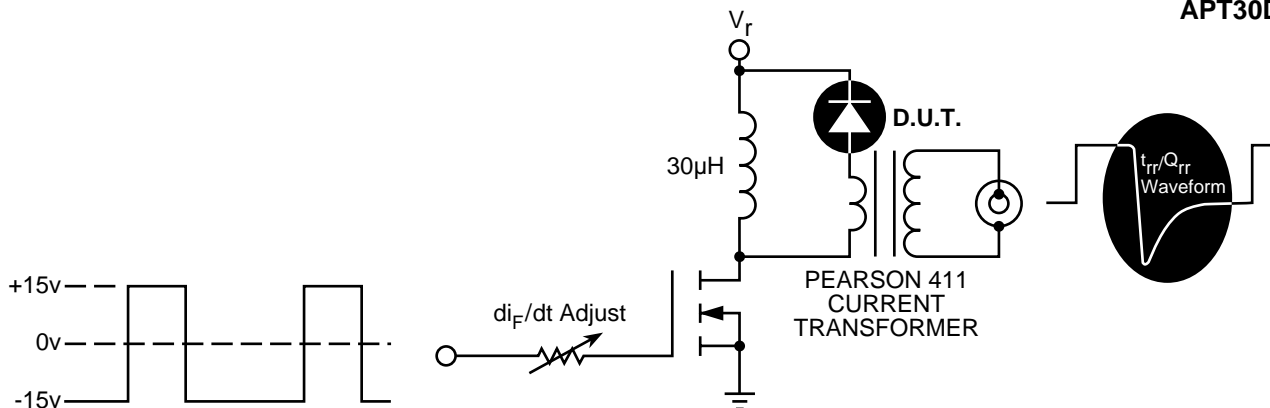 APT30D
Vr
D.U.T.
30µH
trr/Qrr
Waveform
PEARSON 411
CURRENT
TRANSFORMER
+15v
diF/dt Adjust
0v
-15v